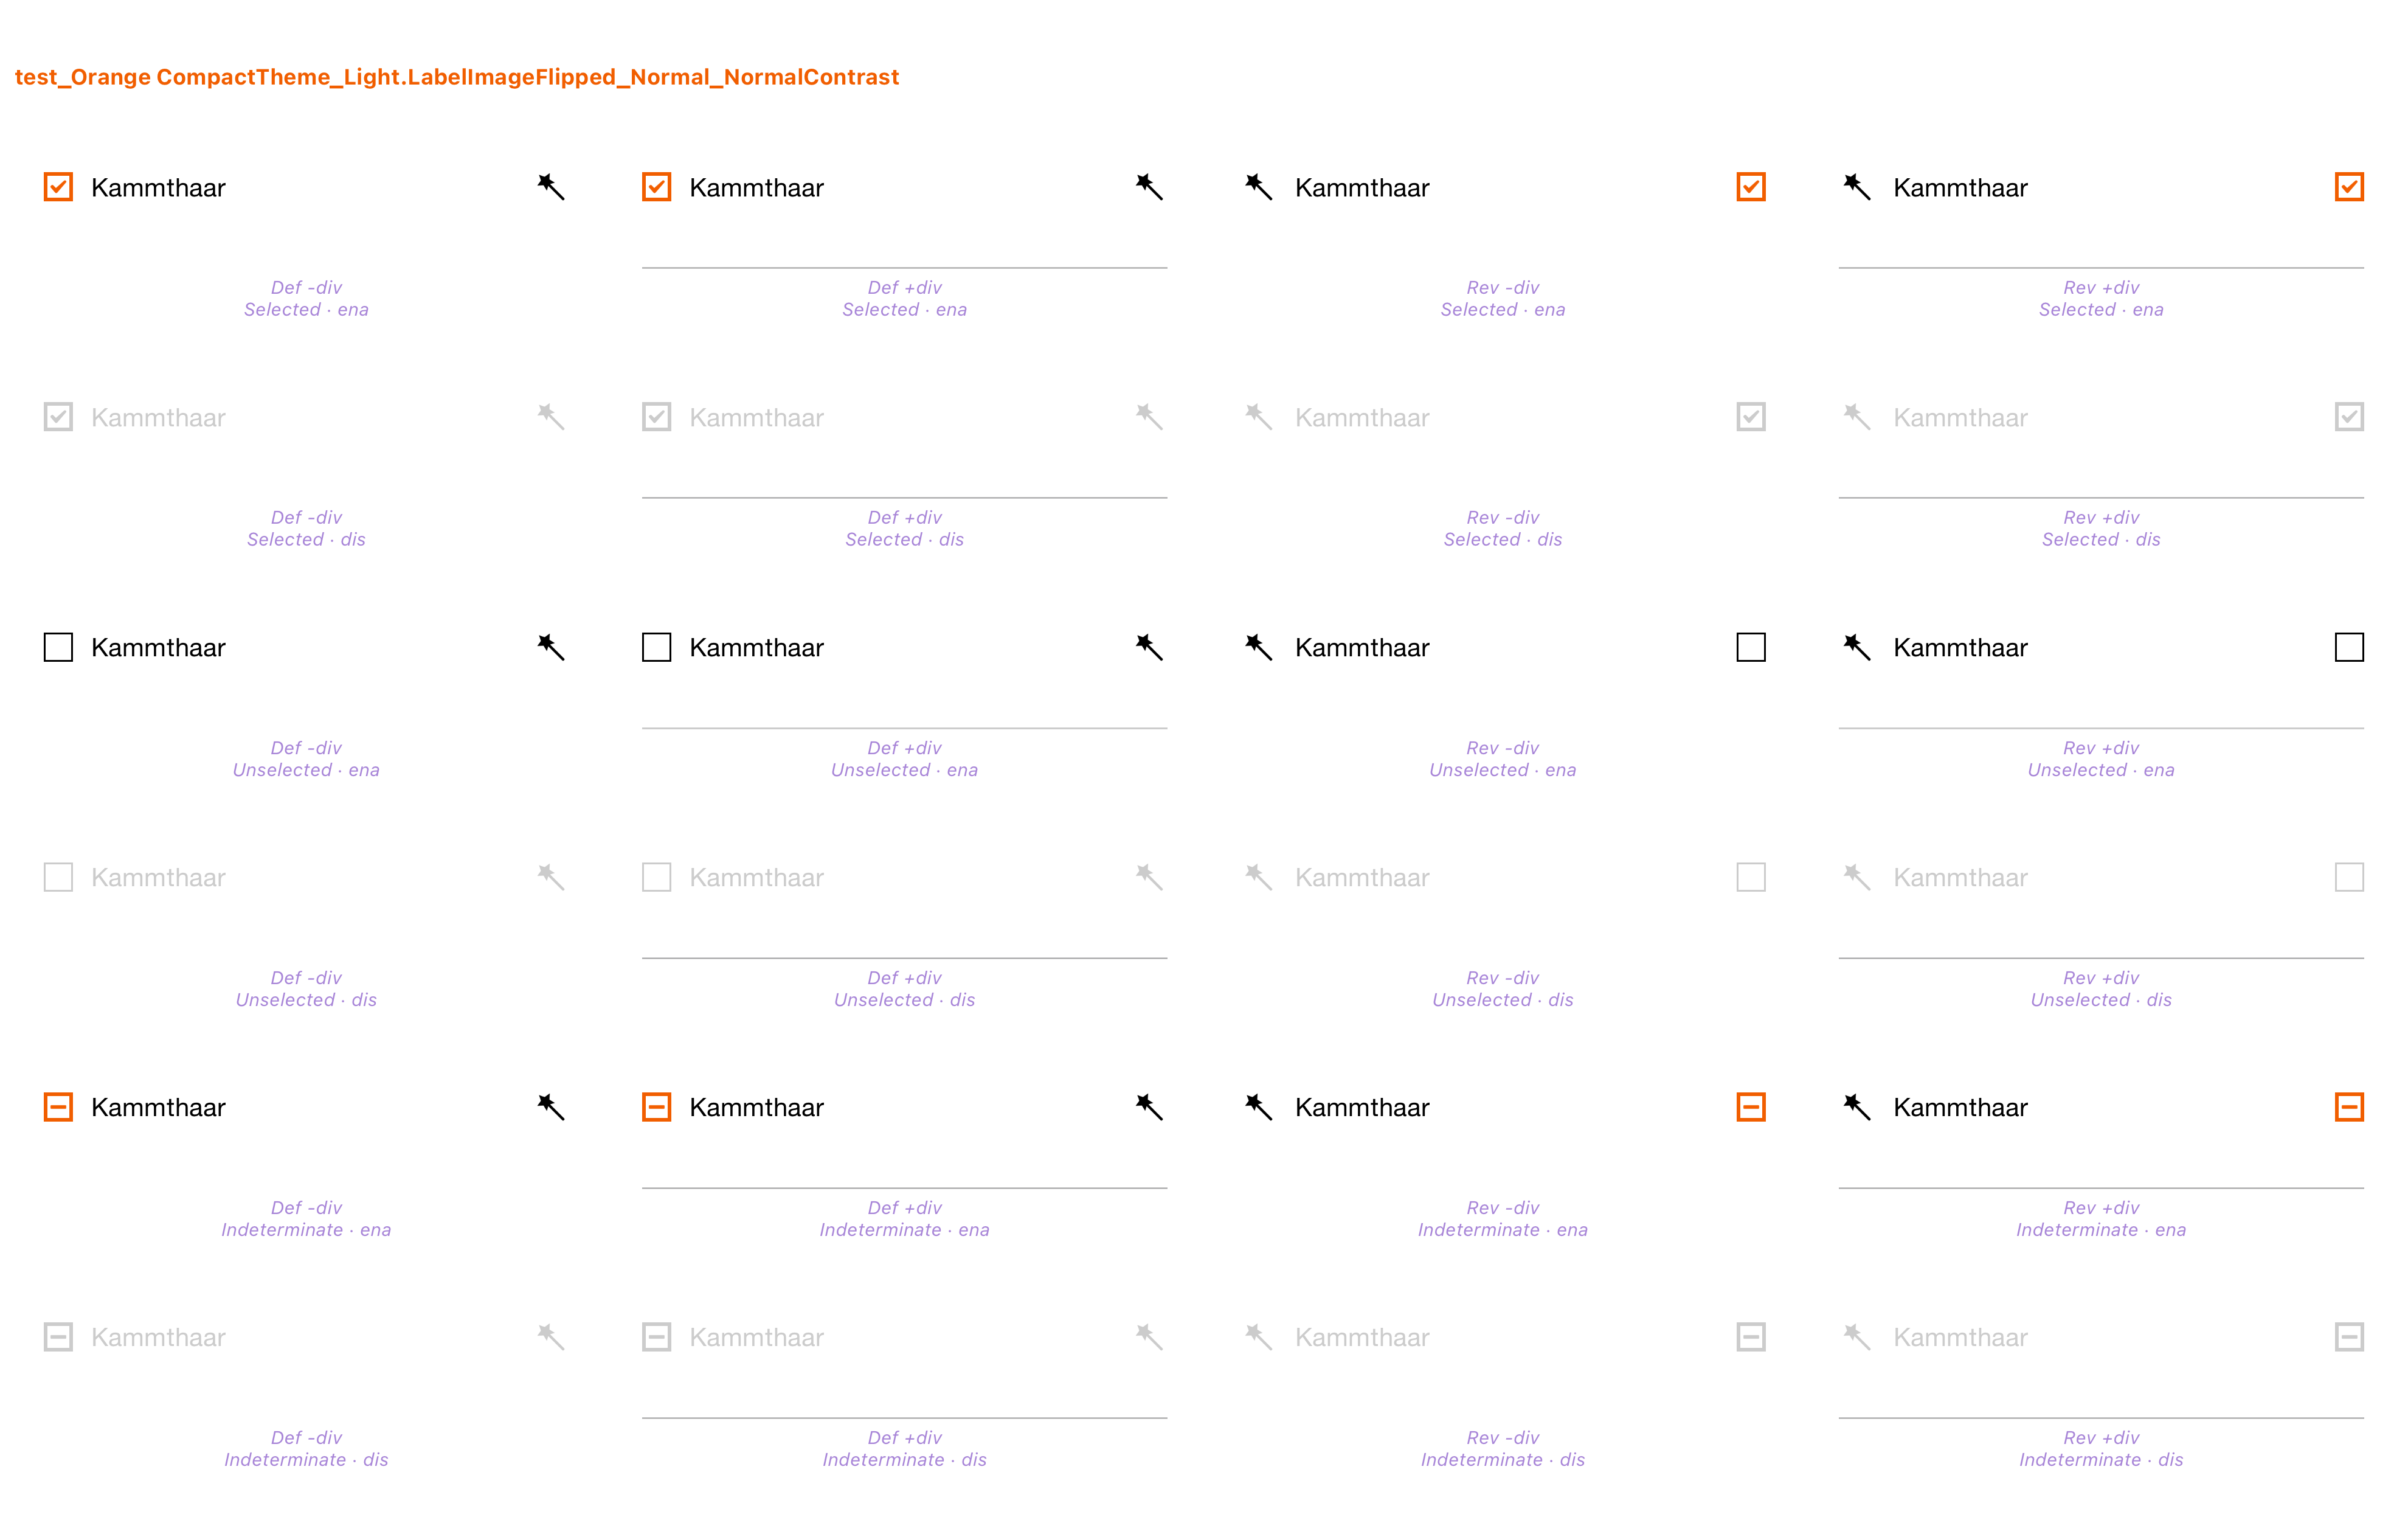 test_Orange CompactTheme_Light.LabelImageFlipped_Normal_NormalContrast
Kammthaar Kammthaar Kammthaar Kammthaar
Def -div Def +div Rev -div Rev +div
Selected · ena Selected · ena Selected · ena Selected · ena
Kammthaar Kammthaar Kammthaar Kammthaar
Def -div Def +div Rev -div Rev +div
Selected · dis Selected · dis Selected · dis Selected · dis
Kammthaar Kammthaar Kammthaar Kammthaar
Def -div Def +div Rev -div Rev +div
Unselected · ena Unselected · ena Unselected · ena Unselected · ena
Kammthaar Kammthaar Kammthaar Kammthaar
Def -div Def +div Rev -div Rev +div
Unselected · dis Unselected · dis Unselected · dis Unselected · dis
Kammthaar Kammthaar Kammthaar Kammthaar
Def -div Def +div Rev -div Rev +div
Indeterminate · ena Indeterminate · ena Indeterminate · ena Indeterminate · ena
Kammthaar Kammthaar Kammthaar Kammthaar
Def -div Def +div Rev -div Rev +div
Indeterminate · dis Indeterminate · dis Indeterminate · dis Indeterminate · dis